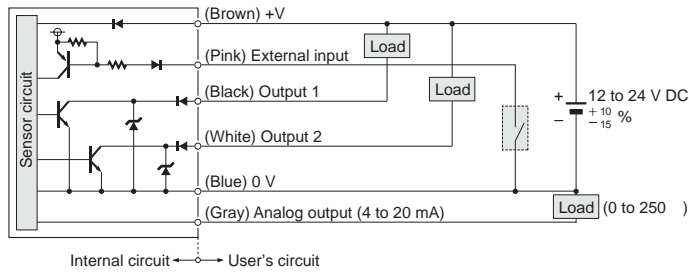 (Brown) +V
Load
(Pink) External input
(Black) Output 1
Load
Sensor circuit
+ 12 to 24 V DC
− + 10 − 15 %
(White) Output 2
(Blue) 0 V
Load (0 to 250 )
(Gray) Analog output (4 to 20 mA)
Internal circuit User's circuit